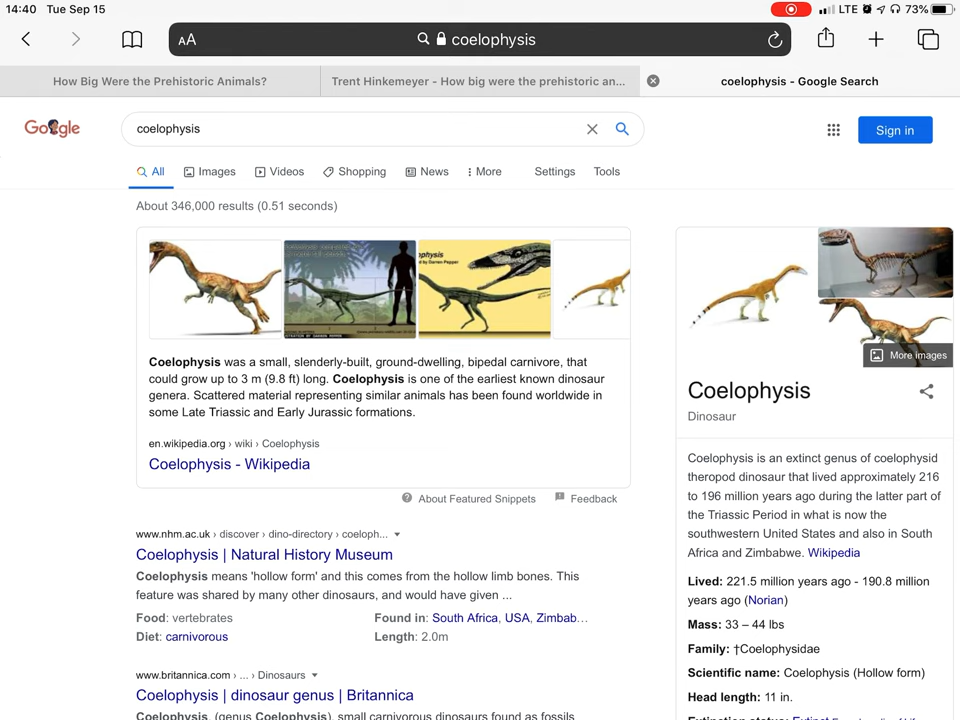 14:40 Tue Sep 15
LTE 73%
AA coelophysis
How Big Were the Prehistoric Animals?
Trent Hinkemeyer - How big were the prehistoric an...
coelophysis - Google Search
Google
coelophysis
Sign in
All Images Videos Shopping News More Settings Tools
About 346,000 results (0.51 seconds)
Coelophysis was a small, slenderly-built, ground-dwelling, bipedal carnivore, that
could grow up to 3 m (9.8 ft) long. Coelophysis is one of the earliest known dinosaur
genera. Scattered material representing similar animals has been found worldwide in
some Late Triassic and Early Jurassic formations.
en.wikipedia.org › wiki › Coelophysis
Coelophysis - Wikipedia
About Featured Snippets Feedback
www.nhm.ac.uk › discover › dino-directory › coeloph...
Coelophysis | Natural History Museum
Coelophysis means 'hollow form' and this comes from the hollow limb bones. This
feature was shared by many other dinosaurs, and would have given ...
Food: vertebrates
Found in: South Africa, USA, Zimbab...
Diet: carnivorous
Length: 2.0m
www.britannica.com › ... › Dinosaurs
Coelophysis | dinosaur genus | Britannica
Coelophysis, (genus Coelophysis), small carnivorous dinosaurs found as fossils
More images
Coelophysis
Dinosaur
Coelophysis is an extinct genus of coelophysid
theropod dinosaur that lived approximately 216
to 196 million years ago during the latter part of
the Triassic Period in what is now the
southwestern United States and also in South
Africa and Zimbabwe. Wikipedia
Lived: 221.5 million years ago - 190.8 million
years ago (Norian)
Mass: 33 – 44 lbs
Family: †Coelophysidae
Scientific name: Coelophysis (Hollow form)
Head length: 11 in.